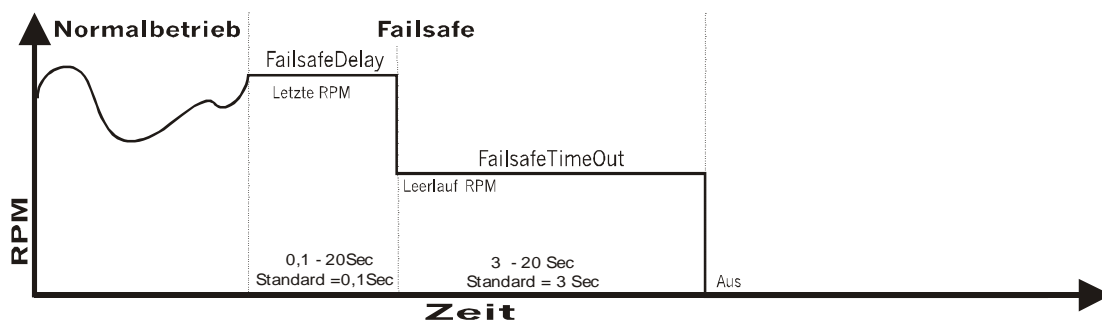 Normalbetrieb
Failsafe
FailsafeDelay
Letzte RPM
FailsafeTimeOut
Leerlauf RPM
RPM
0,1 - 20Sec
Standard =0,1Sec
3 - 20 Sec
Standard = 3 Sec
Aus
Zeit